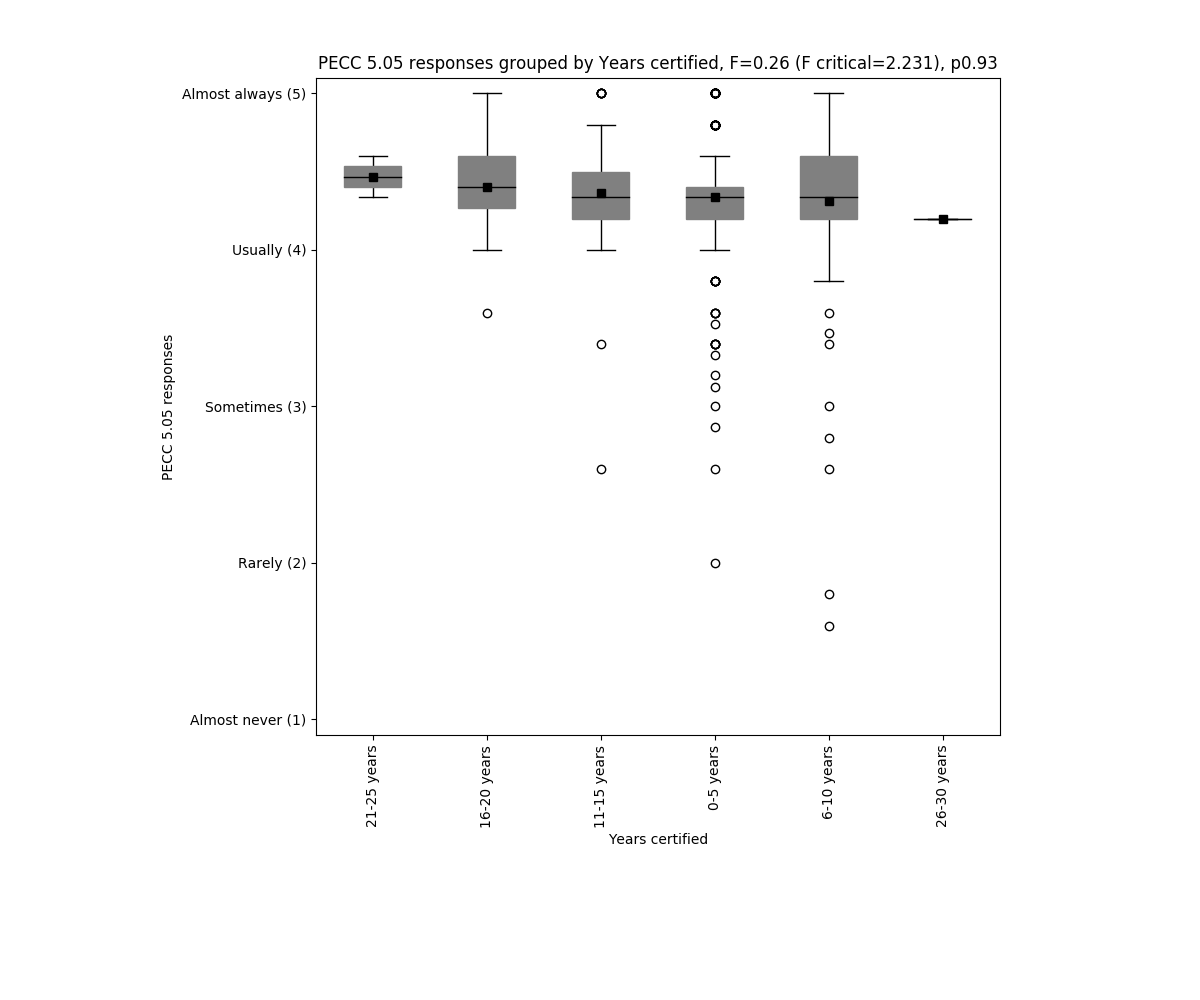 PECC 5.05 responses grouped by Years certified, F=0.26 (F critical=2.231), p0.93
Almost always (5)
Usually (4)
Sometimes (3)
Rarely (2)
Almost never (1)
PECC 5.05 responses
21-25 years
16-20 years
11-15 years
0-5 years
6-10 years
26-30 years
Years certified